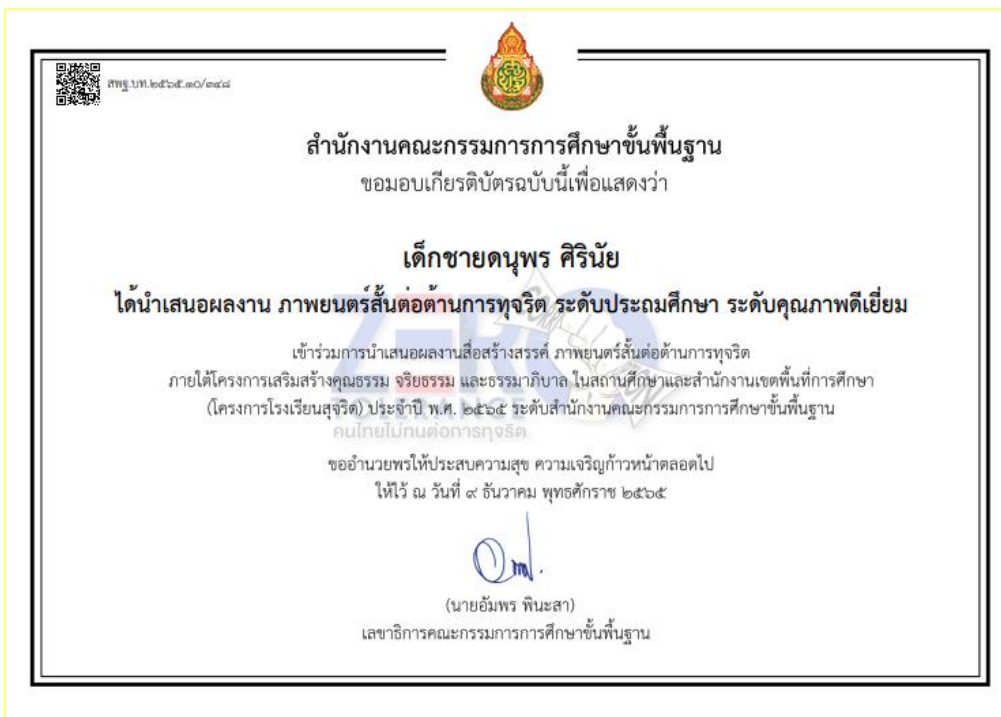 สพฐ.บท.๒๕๖๕.๓๐/๓๔๘
สำนักงานคณะกรรมการการศึกษาขั้นพื้นฐาน
ขอมอบเกียรติบัตรฉบับนี้เพื่อแสดงว่า
เด็กชายดนุพร ศิรินัย
ได้นำเสนอผลงาน ภาพยนตร์สั้นต่อต้านการทุจริต ระดับประถมศึกษา ระดับคุณภาพดีเยี่ยม
ZERO
เข้าร่วมการนำเสนอผลงานสื่อสร้างสรรค์ ภาพยนตร์สั้นต่อต้านการทุจริต
ภายใต้โครงการเสริมสร้างคุณธรรม จริยธรรม และธรรมาภิบาล ในสถานศึกษาและสำนักงานเขตพื้นที่การศึกษา
(โครงการโรงเรียนสุจริต) ประจำปี พ.ศ. ๒๕๖๕ ระดับสำนักงานคณะกรรมการการศึกษาขั้นพื้นฐาน
TOLERANCE
คนไทยไม่ทนต่อการทุจริต
ขออำนวยพรให้ประสบความสุข ความเจริญก้าวหน้าตลอดไป
ให้ไว้ ณ วันที่ ๙ ธันวาคม พุทธศักราช ๒๕๖๕
(นายอัมพร พินะสา)
เลขาธิการคณะกรรมการการศึกษาขั้นพื้นฐาน